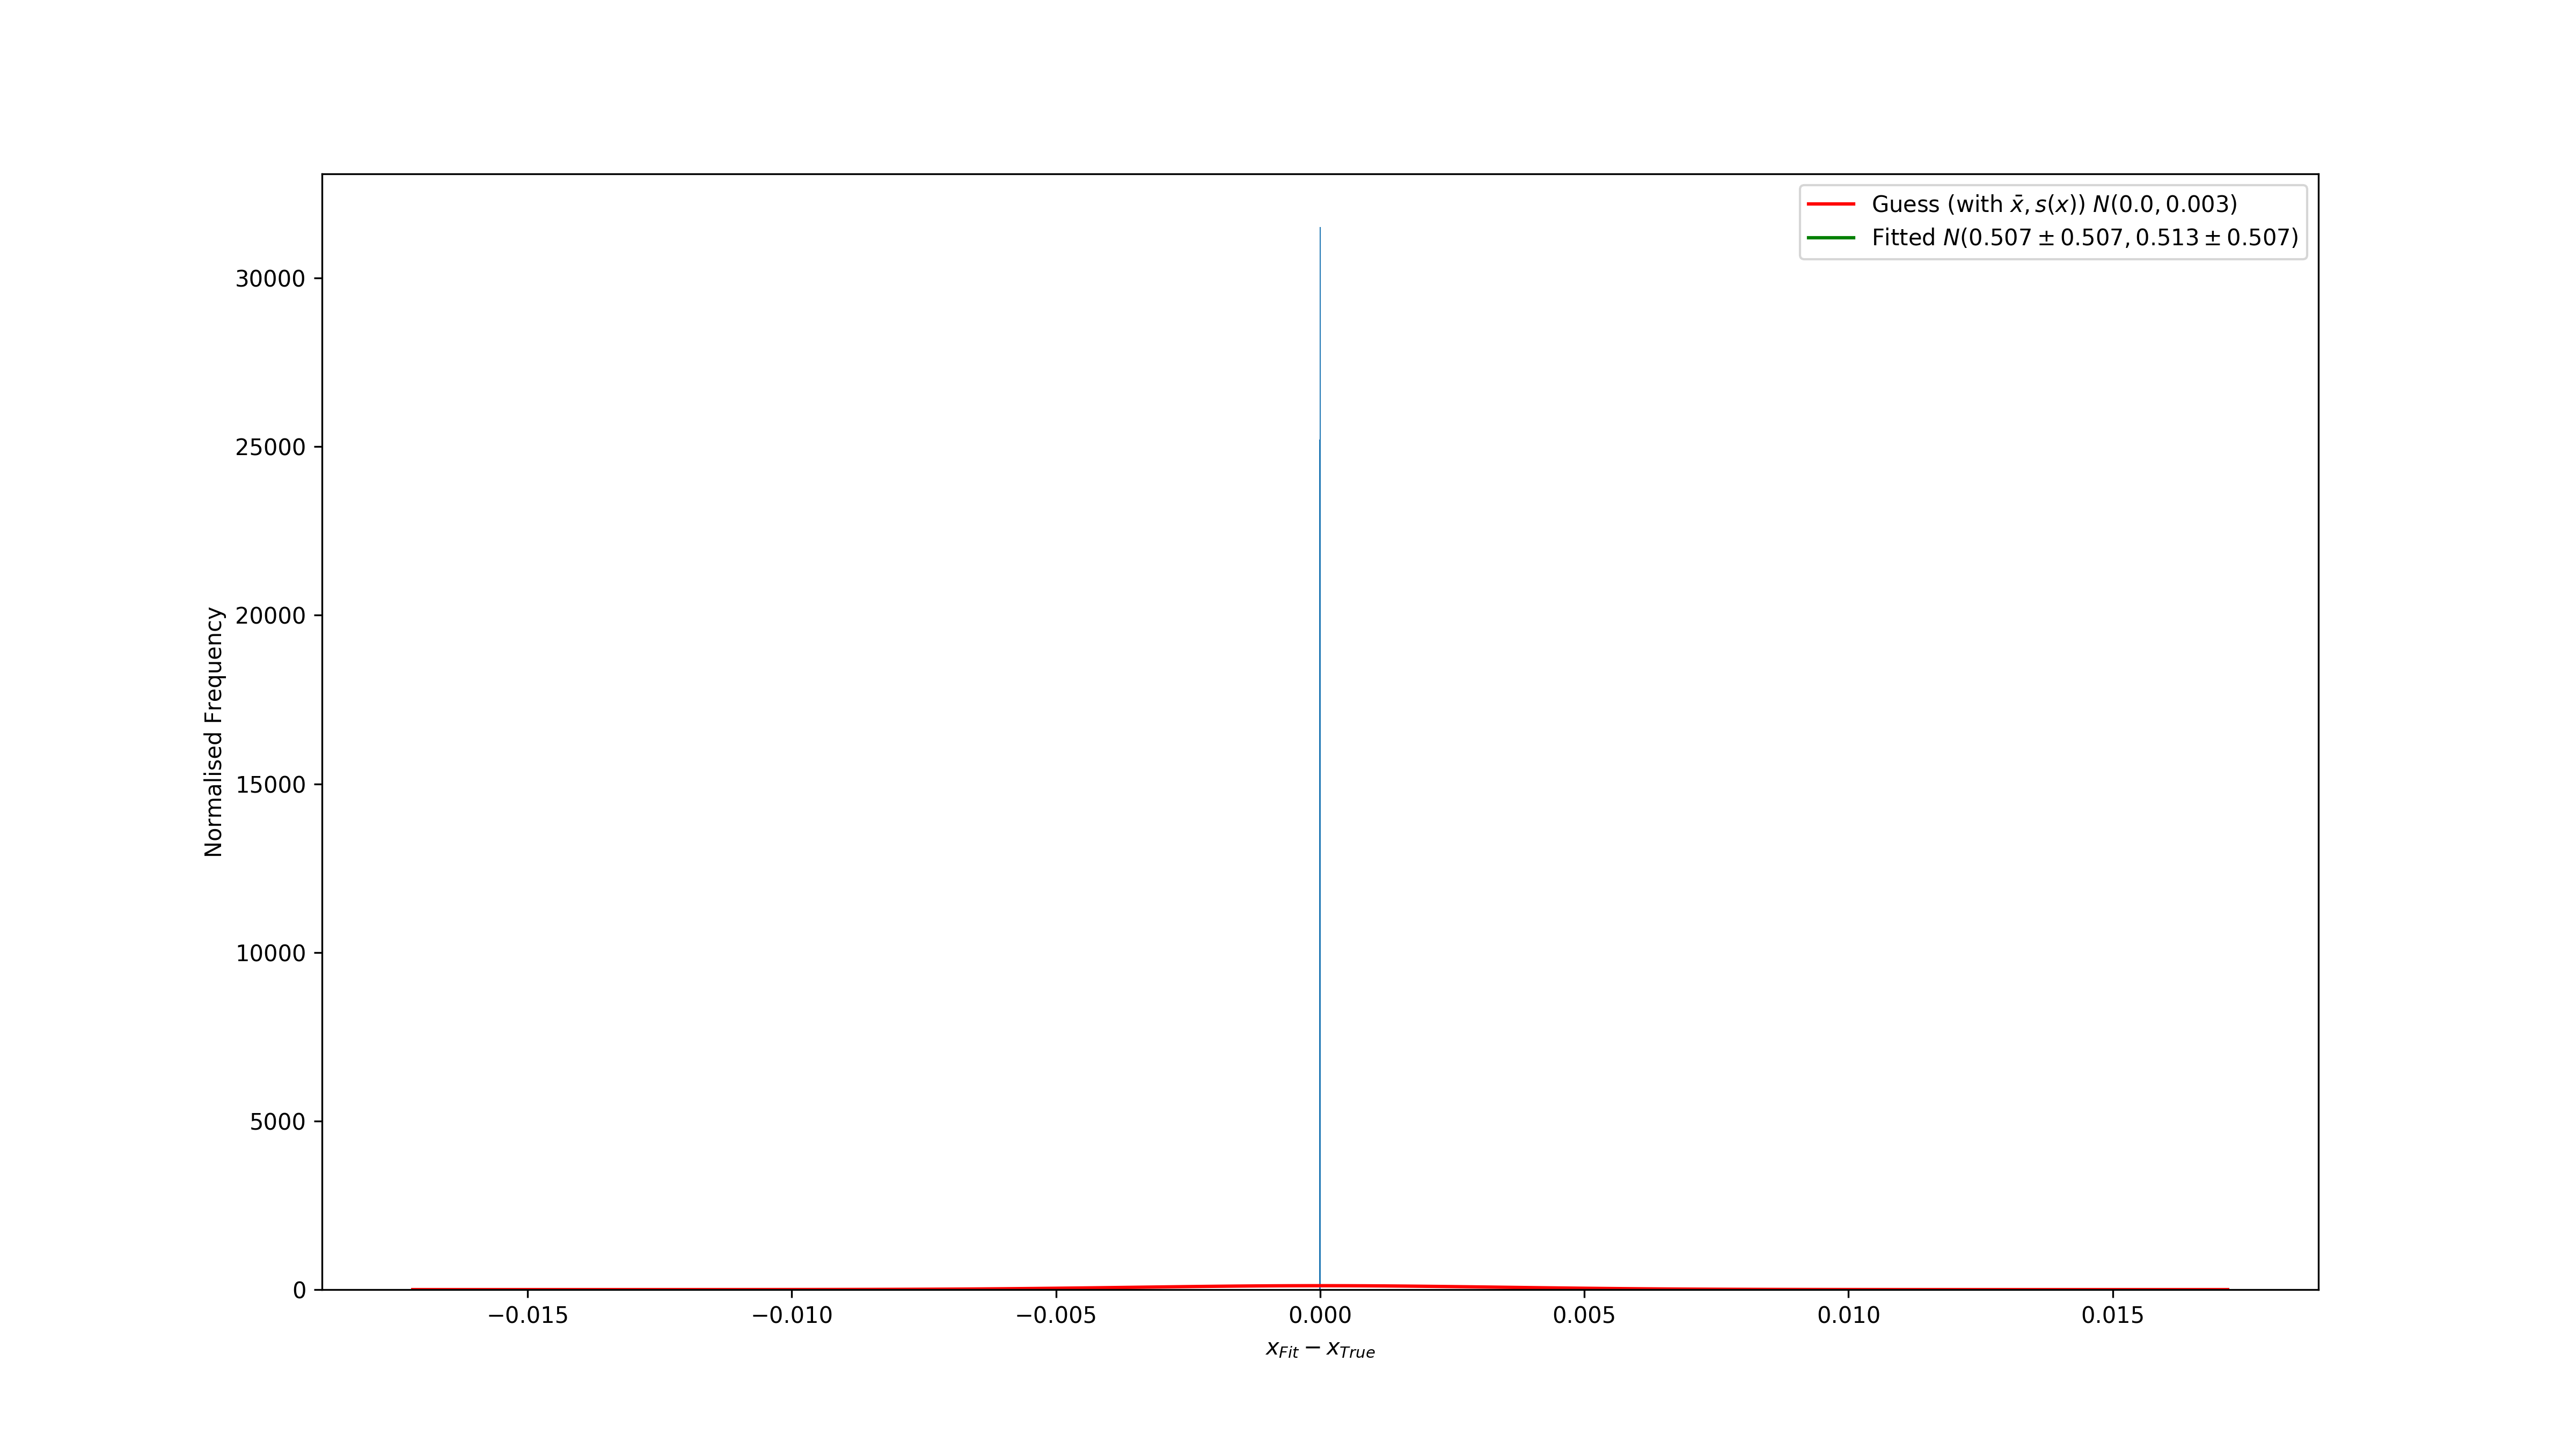 Guess (with x̄, s(x)) N(0.0, 0.003)
Fitted N(0.507 ± 0.507, 0.513 ± 0.507)
30000
25000
20000
15000
10000
5000
0
Normalised Frequency
−0.015 −0.010 −0.005 0.000 0.005 0.010 0.015
x_Fit − x_True